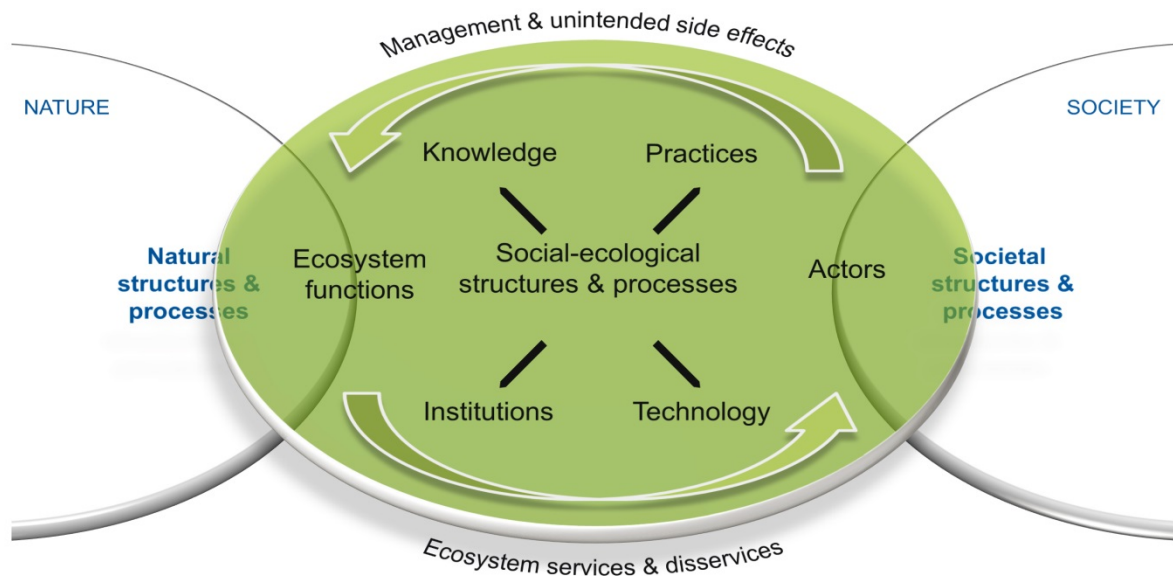 Management & unintended side effects
NATURE
SOCIETY
Knowledge
Practices
Natural
structures &
processes
Ecosystem
functions
Social-ecological
structures & processes
Actors
Societal
structures &
processes
Institutions
Technology
Ecosystem services & disservices